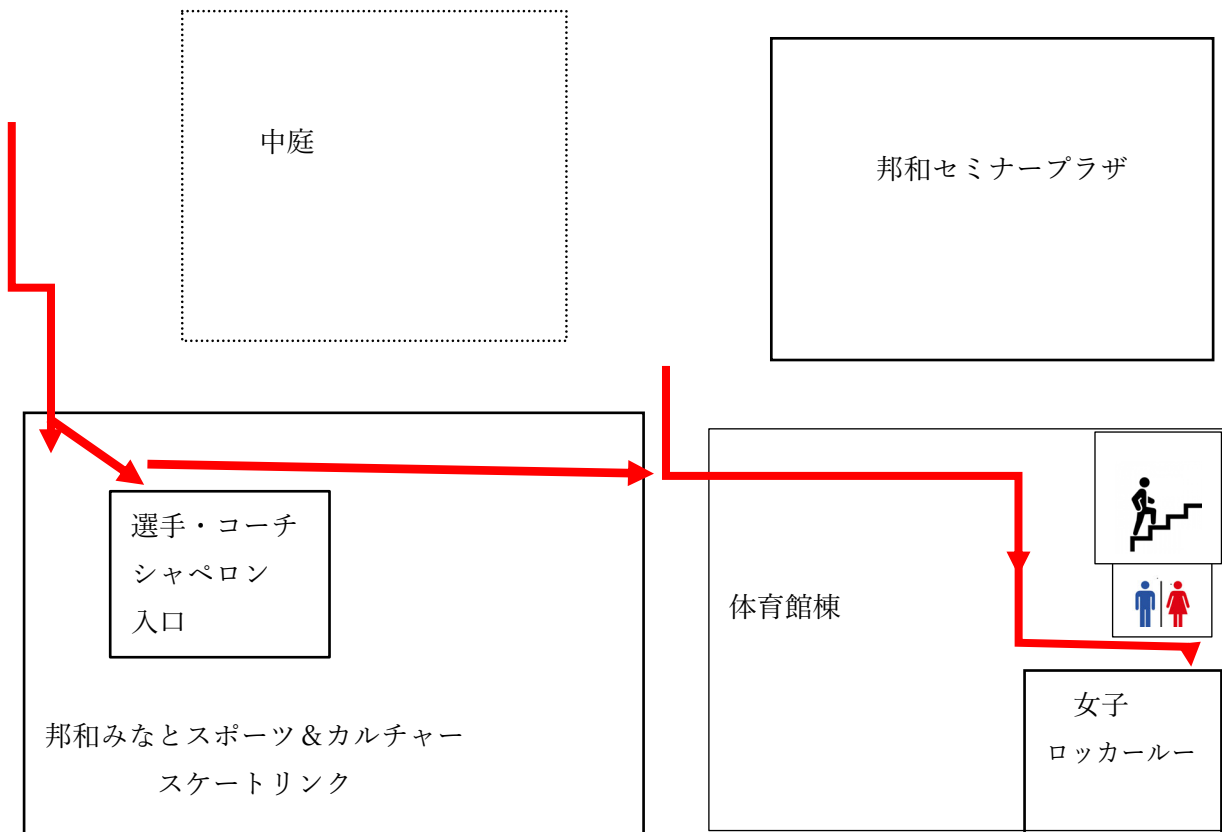 中庭
邦和セミナープラザ
選手・コーチ
シャペロン
入口
体育館棟
邦和みなとスポーツ＆カルチャー
スケートリンク
女子
ロッカールー